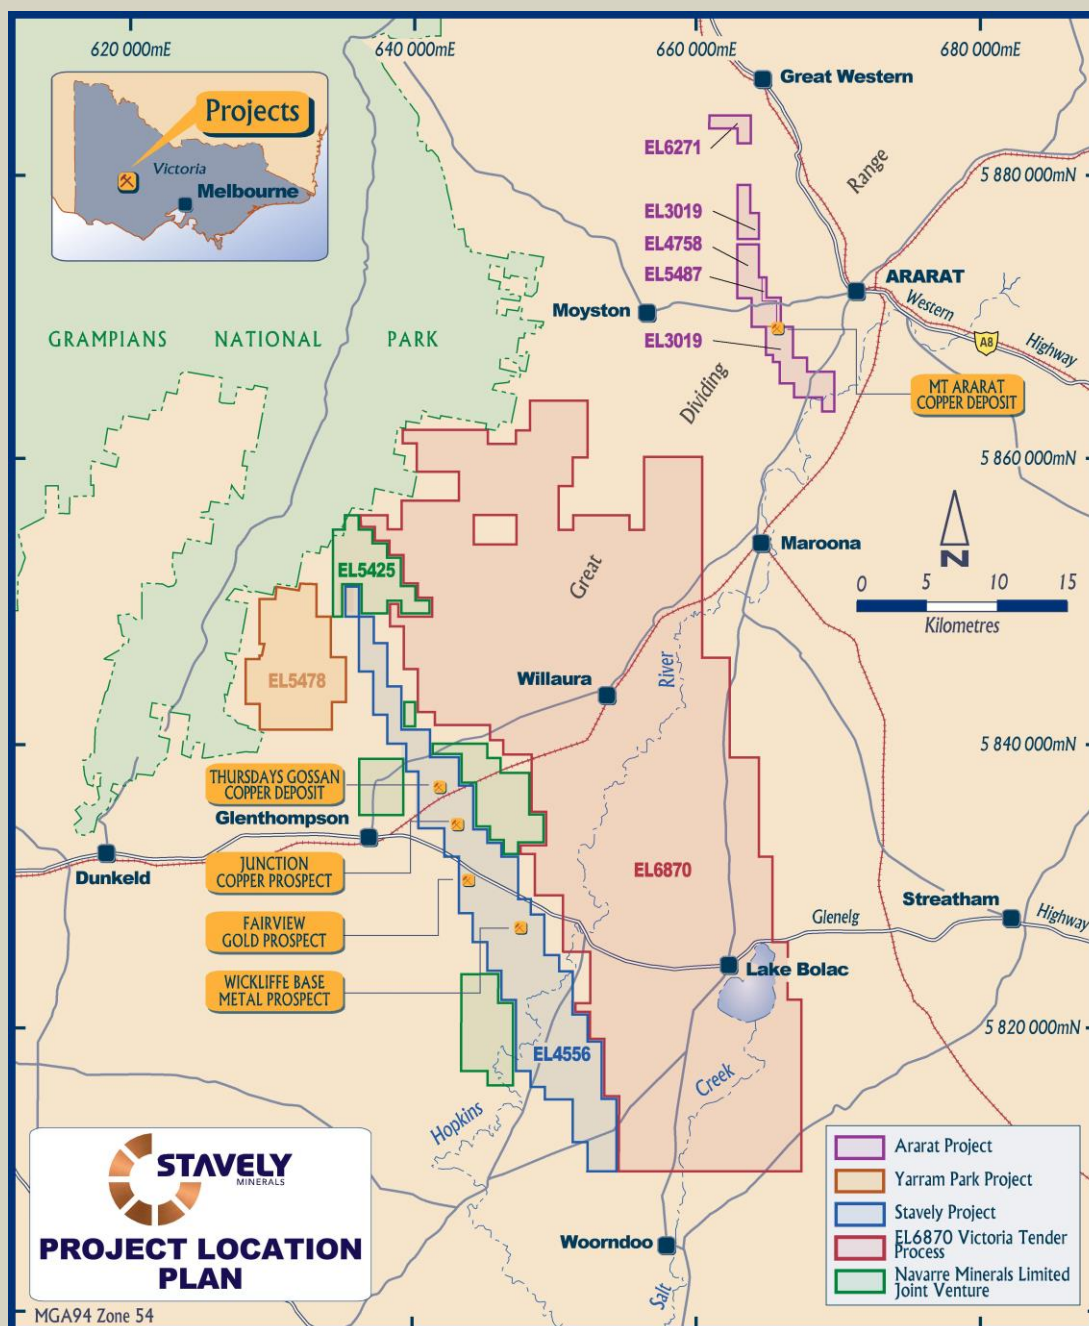 620 000mE
640 000mE
660 000mE
680 000mE
Great Western
Projects
Victoria
Melbourne
EL6271
Range
5 880 000mN
EL3019
EL4758
EL5487
ARARAT
Western
Highway
A8
Moyston
GRAMPIANS NATIONAL PARK
EL3019
Dividing
MT ARARAT
COPPER DEPOSIT
5 860 000mN
Maroona
N
EL5425
Great
0 5 10 15
Kilometres
EL5478
Willaura
River
5 840 000mN
THURSDAYS GOSSAN
COPPER DEPOSIT
Glenthompson
Dunkeld
JUNCTION
COPPER PROSPECT
EL6870
Streatham
Glenelg
Highway
FAIRVIEW
GOLD PROSPECT
Lake Bolac
WICKLIFFE BASE
METAL PROSPECT
5 820 000mN
EL4556
Creek
Hopkins
STAVELY
MINERALS
PROJECT LOCATION
PLAN
Ararat Project
Yarram Park Project
Stavely Project
EL6870 Victoria Tender
Process
Navarre Minerals Limited
Joint Venture
Woorndoo
Salt
MGA94 Zone 54